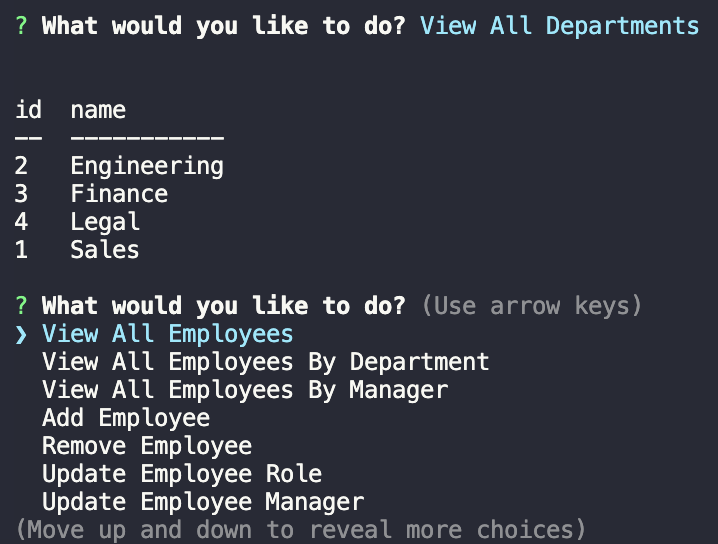 ? What would you like to do? View All Departments
id  name
--  -----------
2   Engineering
3   Finance
4   Legal
1   Sales
? What would you like to do? (Use arrow keys)
❯ View All Employees
  View All Employees By Department
  View All Employees By Manager
  Add Employee
  Remove Employee
  Update Employee Role
  Update Employee Manager
(Move up and down to reveal more choices)